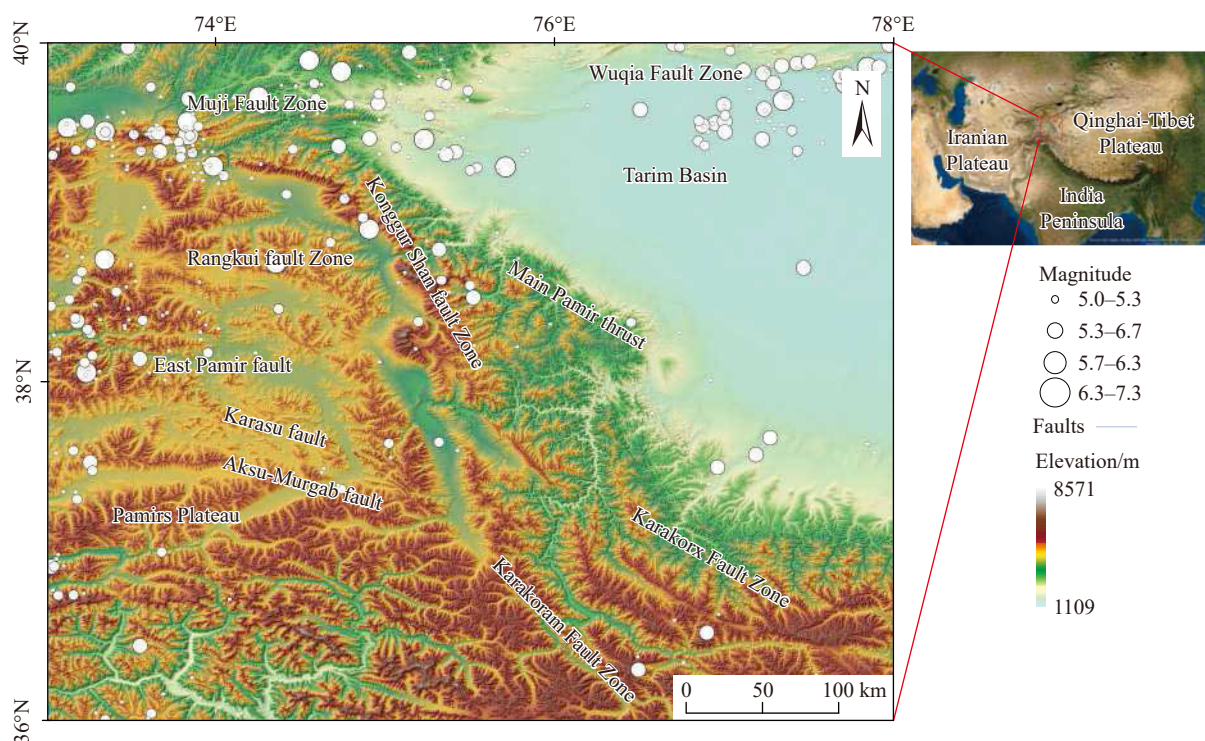 74°E
76°E
78°E
40°N
38°N
36°N
Wuqia Fault Zone
N
Muji Fault Zone
Tarim Basin
Konggur Shan fault Zone
Rangkui fault Zone
Main Pamir thrust
East Pamir fault
Karasu fault
Aksu-Murgab fault
Pamirs Plateau
Karakorx Fault Zone
Karakoram Fault Zone
0 50 100 km
Iranian
Plateau
Qinghai-Tibet
Plateau
India
Peninsula
Magnitude
5.0–5.3
5.3–6.7
5.7–6.3
6.3–7.3
Faults
Elevation/m
8571
1109